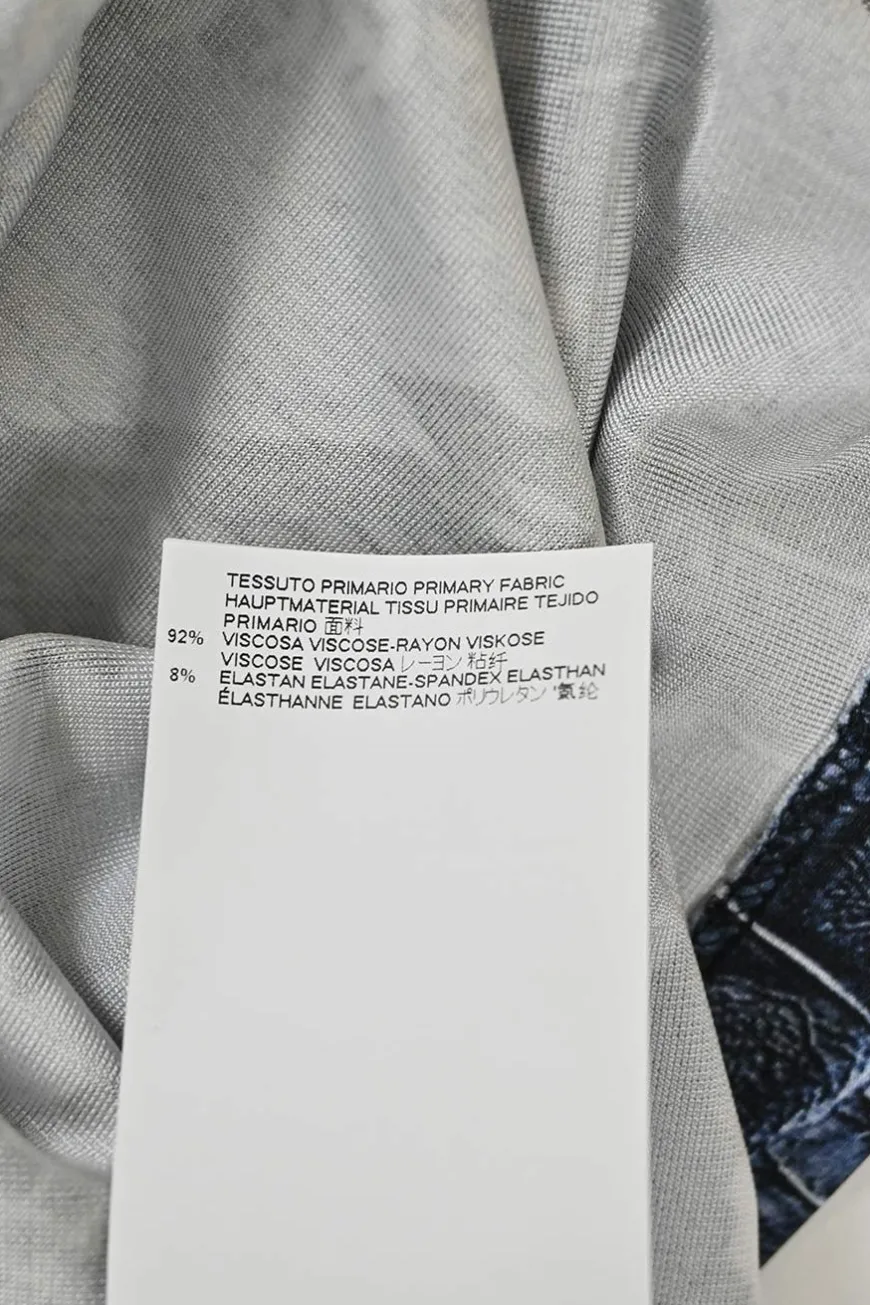 TESSUTO PRIMARIO PRIMARY FABRIC
HAUPTMATERIAL TISSU PRIMAIRE TEJIDO
PRIMARIO 面料
92% VISCOSA VISCOSE-RAYON VISKOSE
VISCOSE VISCOSA レーヨン 粘纤
8% ELASTAN ELASTANE-SPANDEX ELASTHAN
ÉLASTHANNE ELASTANO ポリウレタン '氨纶